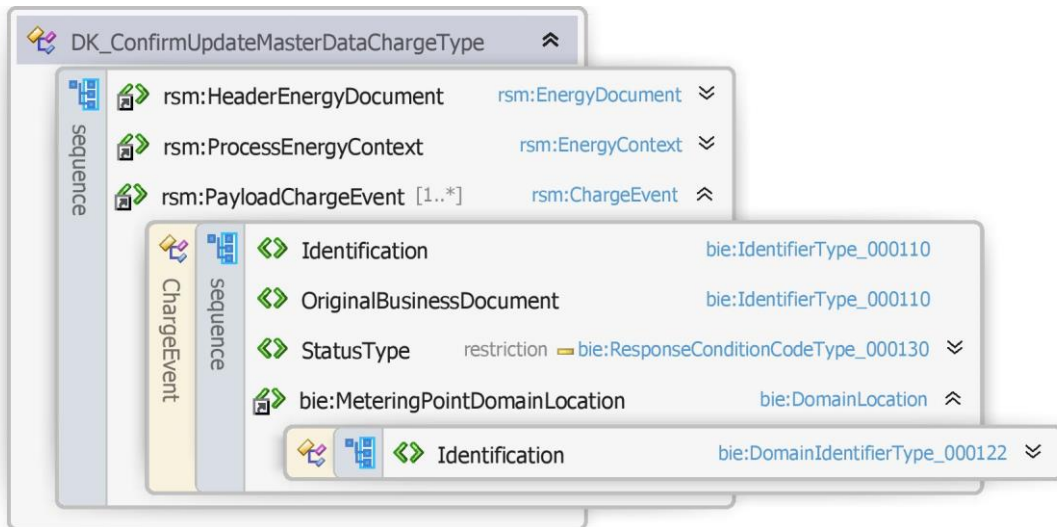 DK_ConfirmUpdateMasterDataChargeType
sequence
rsm:HeaderEnergyDocument rsm:EnergyDocument
rsm:ProcessEnergyContext rsm:EnergyContext
rsm:PayloadChargeEvent [1..*] rsm:ChargeEvent
ChargeEvent
sequence
Identification bie:IdentifierType_000110
OriginalBusinessDocument bie:IdentifierType_000110
StatusType restriction bie:ResponseConditionCodeType_000130
bie:MeteringPointDomainLocation bie:DomainLocation
Identification bie:DomainIdentifierType_000122